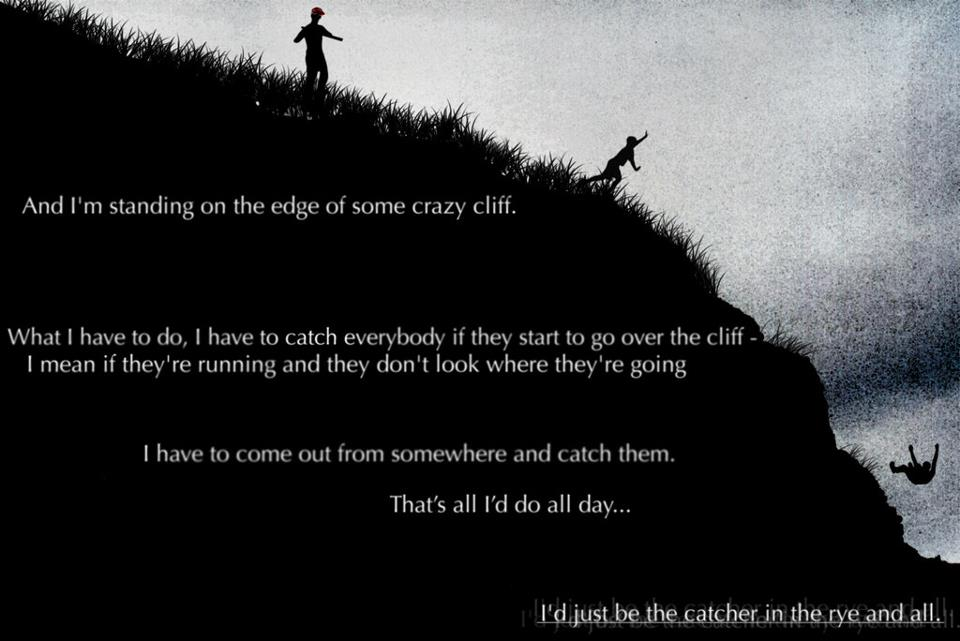 And I'm standing on the edge of some crazy cliff.
What I have to do, I have to catch everybody if they start to go over the cliff -
I mean if they're running and they don't look where they're going
I have to come out from somewhere and catch them.
That’s all I’d do all day...
I'd just be the catcher in the rye and all.